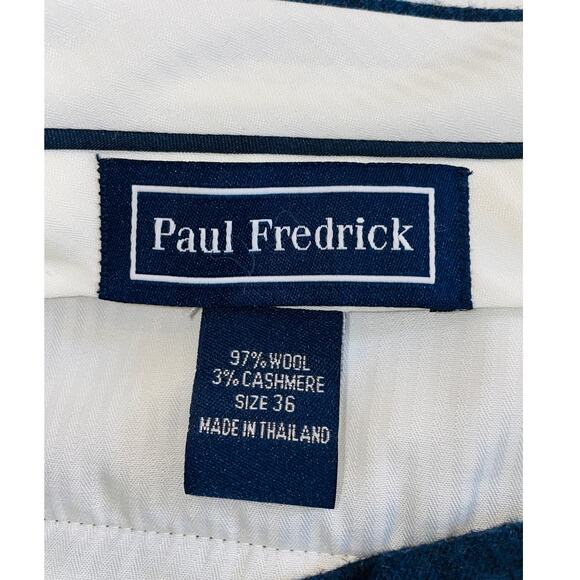 Paul Fredrick
97% WOOL
3% CASHMERE
SIZE 36
MADE IN THAILAND